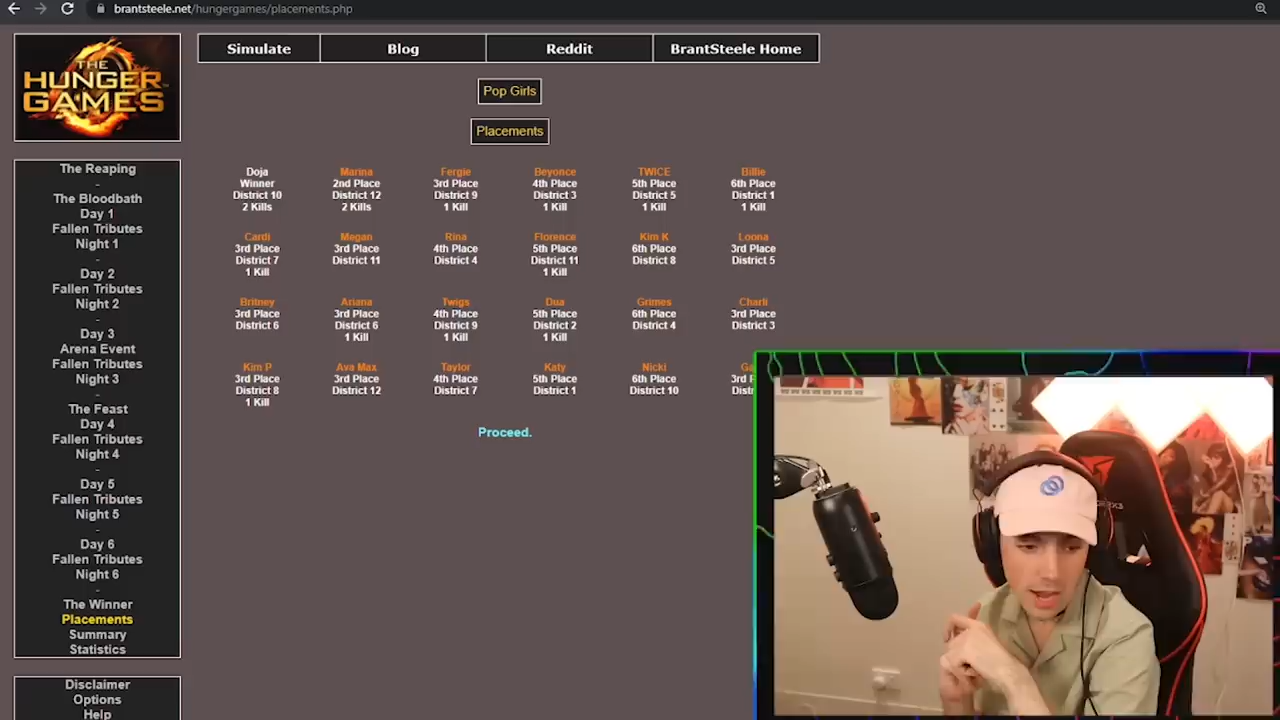 brantsteele.net/hungergames/placements.php
THE HUNGER GAMES
Simulate
Blog
Reddit
BrantSteele Home
Pop Girls
Placements
The Reaping
-
The Bloodbath
Day 1
Fallen Tributes
Night 1
-
Day 2
Fallen Tributes
Night 2
-
Day 3
Arena Event
Fallen Tributes
Night 3
-
The Feast
Day 4
Fallen Tributes
Night 4
-
Day 5
Fallen Tributes
Night 5
-
Day 6
Fallen Tributes
Night 6
-
The Winner
Placements
Summary
Statistics
Disclaimer
Options
Help
Doja
Winner
District 10
2 Kills
Marina
2nd Place
District 12
2 Kills
Fergie
3rd Place
District 9
1 Kill
Beyonce
4th Place
District 3
1 Kill
TWICE
5th Place
District 5
1 Kill
Billie
6th Place
District 1
1 Kill
Cardi
3rd Place
District 7
1 Kill
Megan
3rd Place
District 11
Rina
4th Place
District 4
Florence
5th Place
District 11
1 Kill
Kim K
6th Place
District 8
Loona
3rd Place
District 5
Britney
3rd Place
District 6
Ariana
3rd Place
District 6
1 Kill
Twigs
4th Place
District 9
1 Kill
Dua
5th Place
District 2
1 Kill
Grimes
6th Place
District 4
Charli
3rd Place
District 3
Kim P
3rd Place
District 8
1 Kill
Ava Max
3rd Place
District 12
Taylor
4th Place
District 7
Katy
5th Place
District 1
Nicki
6th Place
District 10
Proceed.